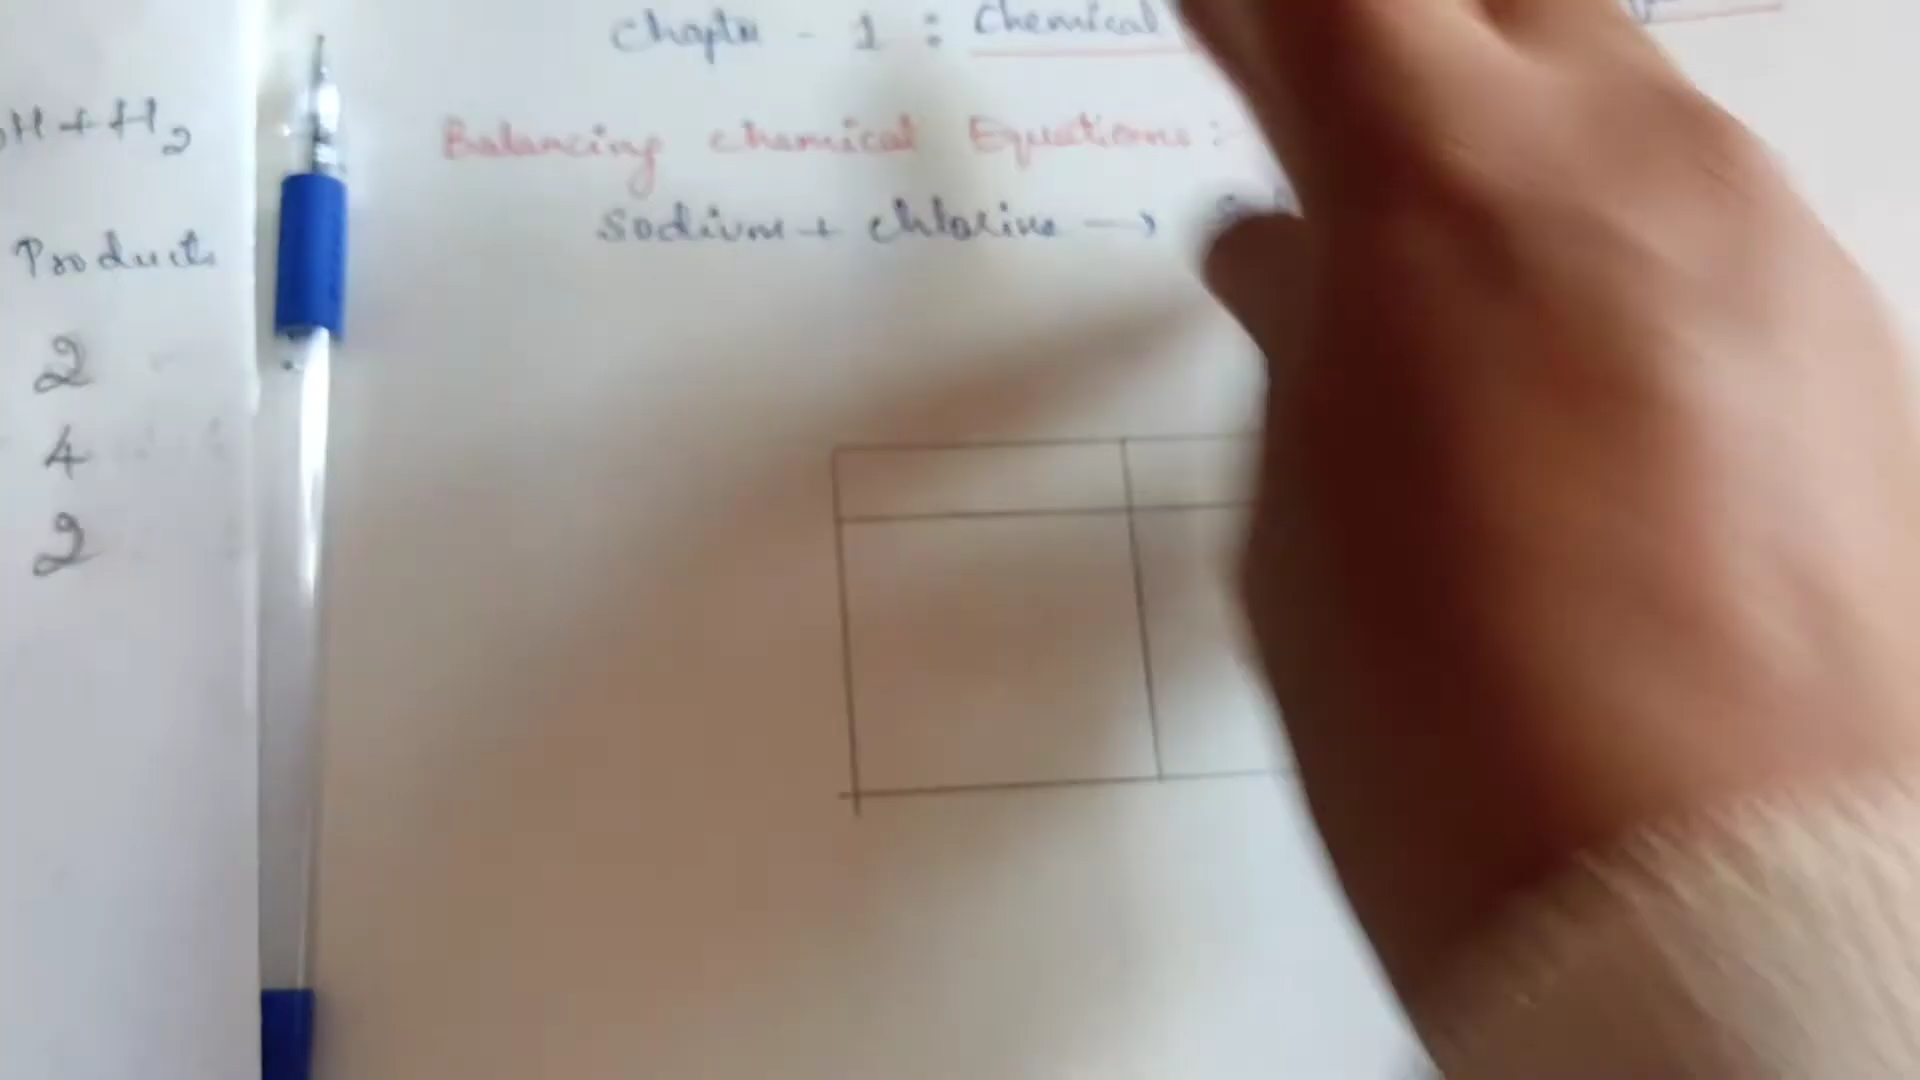 Chapter - 1 : Chemical
Balancing chemical Equations :-
Sodium + chlorine →
H + H2
Products
2
4
2